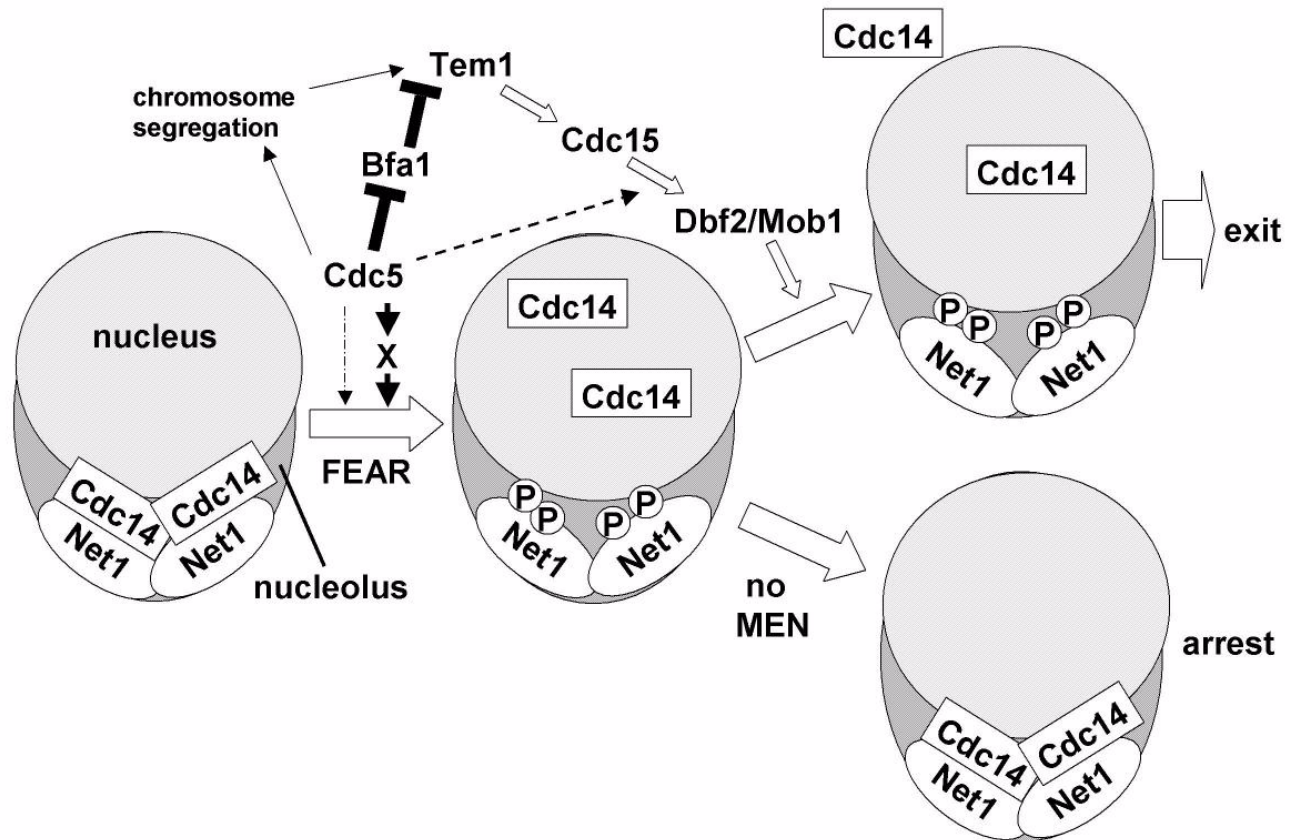 Cdc14
Tem1
chromosome
segregation
Cdc15
Bfa1
Cdc14
Dbf2/Mob1
exit
Cdc5
Cdc14
nucleus
X
Cdc14
P
P
P
P
Net1
Net1
FEAR
Cdc14
Cdc14
Net1
Net1
nucleolus
P
P
P
P
Net1
Net1
no
MEN
arrest
Cdc14
Cdc14
Net1
Net1